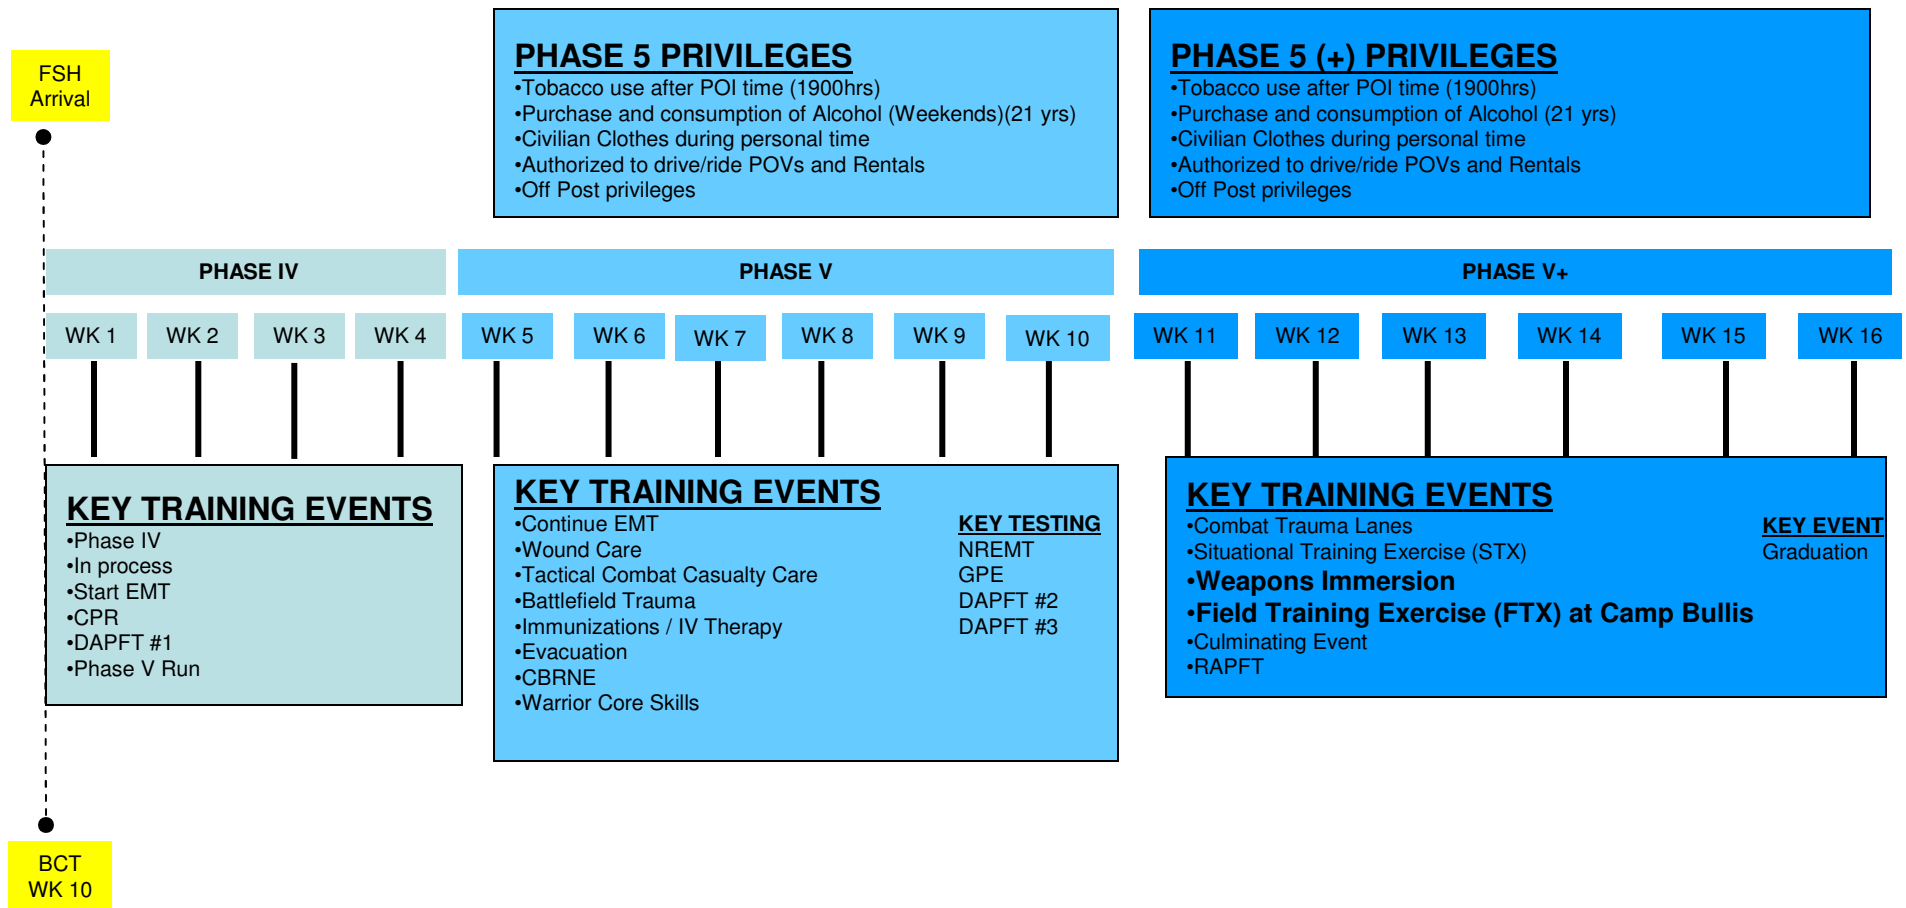 FSH
Arrival
PHASE 5 PRIVILEGES
•Tobacco use after POI time (1900hrs)
•Purchase and consumption of Alcohol (Weekends)(21 yrs)
•Civilian Clothes during personal time
•Authorized to drive/ride POVs and Rentals
•Off Post privileges
PHASE 5 (+) PRIVILEGES
•Tobacco use after POI time (1900hrs)
•Purchase and consumption of Alcohol (21 yrs)
•Civilian Clothes during personal time
•Authorized to drive/ride POVs and Rentals
•Off Post privileges
PHASE IV
PHASE V
PHASE V+
WK 1
WK 2
WK 3
WK 4
WK 5
WK 6
WK 7
WK 8
WK 9
WK 10
WK 11
WK 12
WK 13
WK 14
WK 15
WK 16
KEY TRAINING EVENTS
•Phase IV
•In process
•Start EMT
•CPR
•DAPFT #1
•Phase V Run
KEY TRAINING EVENTS
•Continue EMT
•Wound Care
•Tactical Combat Casualty Care
•Battlefield Trauma
•Immunizations / IV Therapy
•Evacuation
•CBRNE
•Warrior Core Skills
KEY TESTING
NREMT
GPE
DAPFT #2
DAPFT #3
KEY TRAINING EVENTS
•Combat Trauma Lanes
•Situational Training Exercise (STX)
•Weapons Immersion
•Field Training Exercise (FTX) at Camp Bullis
•Culminating Event
•RAPFT
KEY EVENT
Graduation
BCT
WK 10